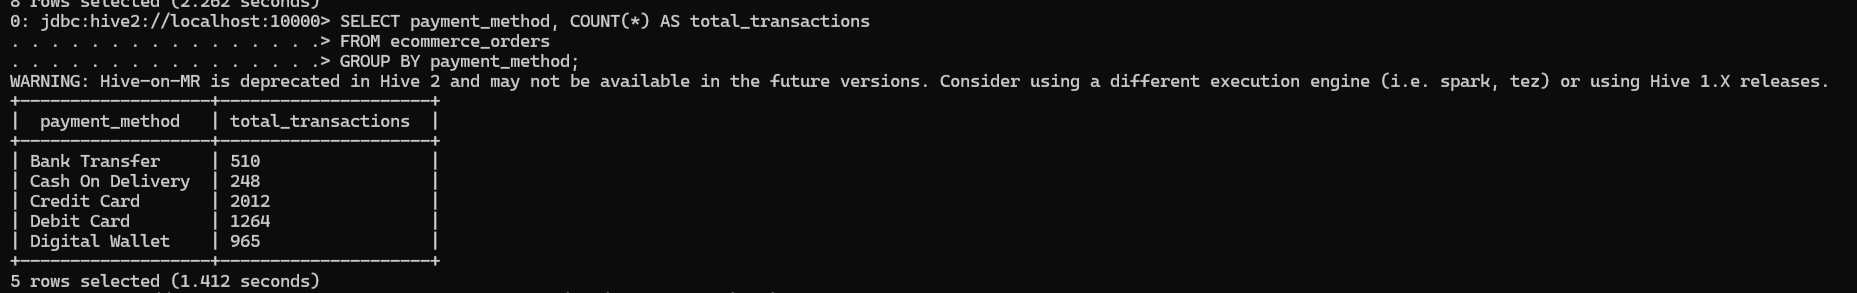 8 rows selected (2.262 seconds)
0: jdbc:hive2://localhost:10000> SELECT payment_method, COUNT(*) AS total_transactions
. . . . . . . . . . . . . . . .> FROM ecommerce_orders
. . . . . . . . . . . . . . . .> GROUP BY payment_method;
WARNING: Hive-on-MR is deprecated in Hive 2 and may not be available in the future versions. Consider using a different execution engine (i.e. spark, tez) or using Hive 1.X releases.
+-------------------+---------------------+
|  payment_method   | total_transactions  |
+-------------------+---------------------+
| Bank Transfer     | 510                 |
| Cash On Delivery  | 248                 |
| Credit Card       | 2012                |
| Debit Card        | 1264                |
| Digital Wallet    | 965                 |
+-------------------+---------------------+
5 rows selected (1.412 seconds)